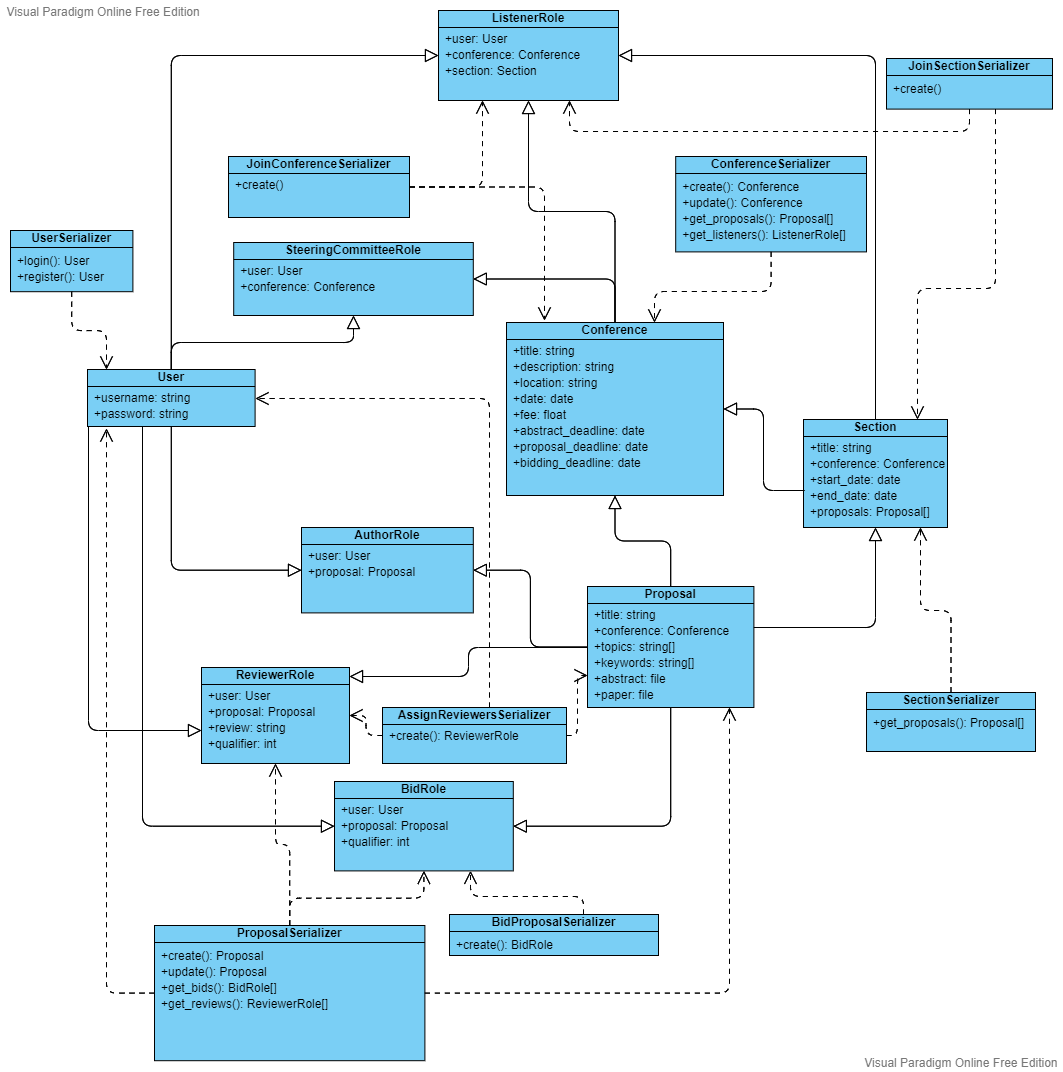 Visual Paradigm Online Free Edition
ListenerRole
+user: User
+conference: Conference
+section: Section
JoinSectionSerializer
+create()
JoinConferenceSerializer
+create()
ConferenceSerializer
+create(): Conference
+update(): Conference
+get_proposals(): Proposal[]
+get_listeners(): ListenerRole[]
UserSerializer
+login(): User
+register(): User
SteeringCommitteeRole
+user: User
+conference: Conference
Conference
+title: string
+description: string
+location: string
+date: date
+fee: float
+abstract_deadline: date
+proposal_deadline: date
+bidding_deadline: date
User
+username: string
+password: string
Section
+title: string
+conference: Conference
+start_date: date
+end_date: date
+proposals: Proposal[]
AuthorRole
+user: User
+proposal: Proposal
Proposal
+title: string
+conference: Conference
+topics: string[]
+keywords: string[]
+abstract: file
+paper: file
ReviewerRole
+user: User
+proposal: Proposal
+review: string
+qualifier: int
AssignReviewersSerializer
+create(): ReviewerRole
SectionSerializer
+get_proposals(): Proposal[]
BidRole
+user: User
+proposal: Proposal
+qualifier: int
BidProposalSerializer
+create(): BidRole
ProposalSerializer
+create(): Proposal
+update(): Proposal
+get_bids(): BidRole[]
+get_reviews(): ReviewerRole[]
Visual Paradigm Online Free Edition